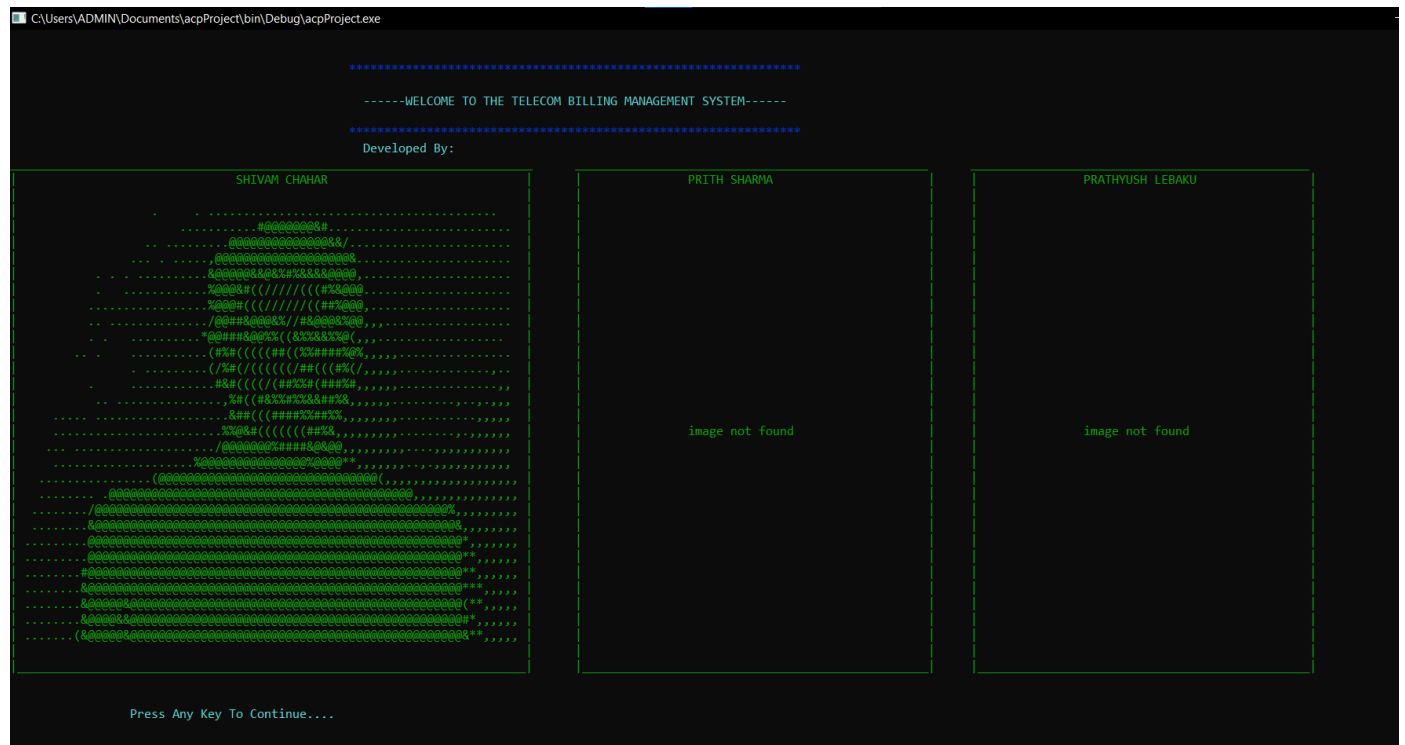 C:\Users\ADMIN\Documents\acpProject\bin\Debug\acpProject.exe
****************************************************************
------WELCOME TO THE TELECOM BILLING MANAGEMENT SYSTEM------
****************************************************************
Developed By:
SHIVAM CHAHAR
PRITH SHARMA
PRATHYUSH LEBAKU
image not found
image not found
Press Any Key To Continue....